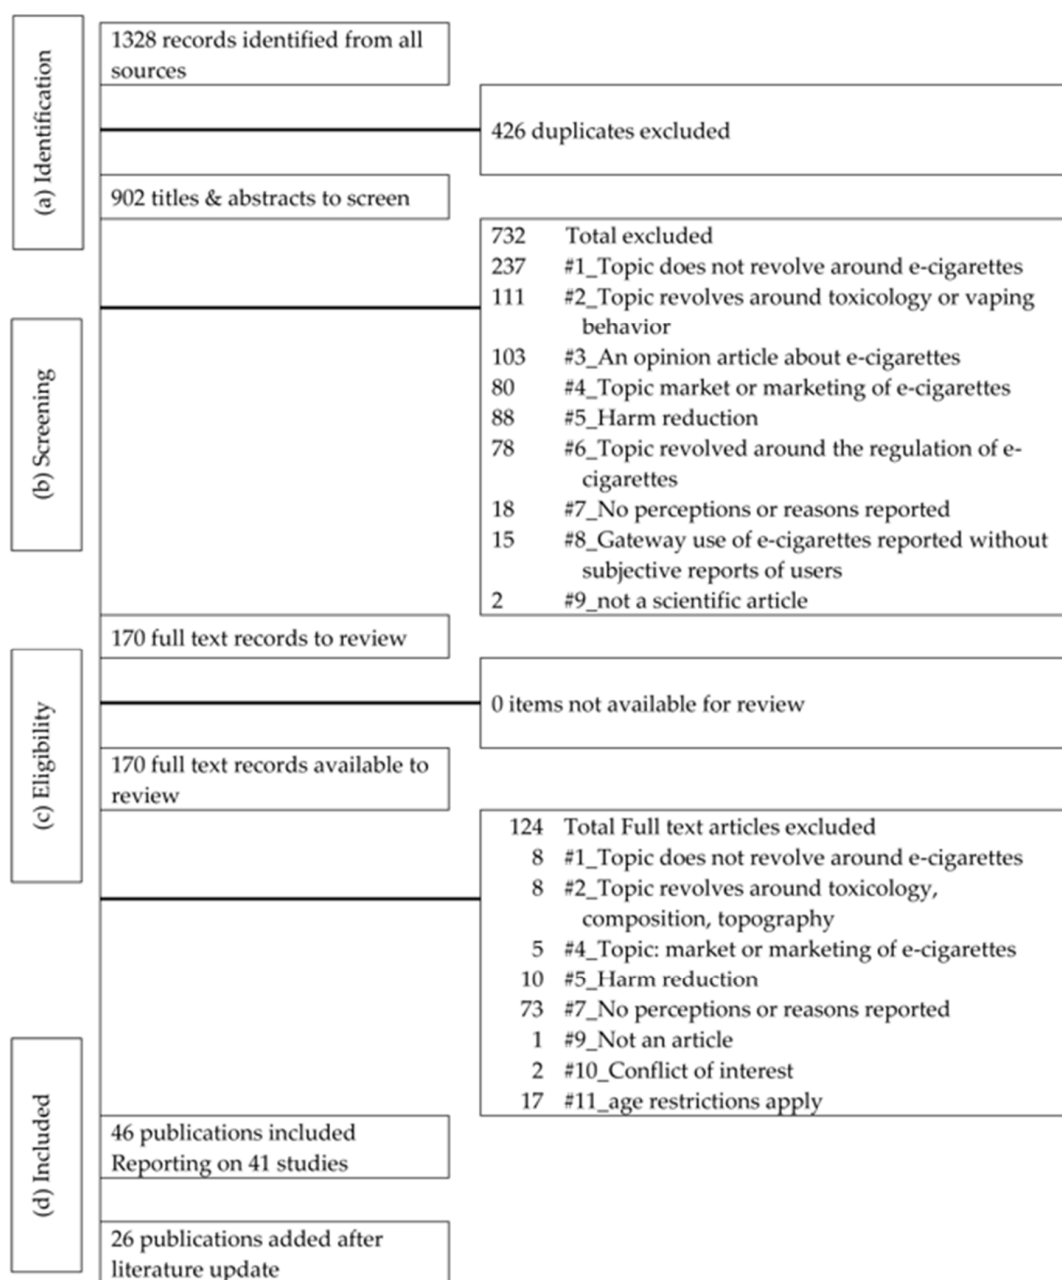 (a) Identification
1328 records identified from all
sources
426 duplicates excluded
902 titles & abstracts to screen
(b) Screening
732 Total excluded
237 #1_Topic does not revolve around e-cigarettes
111 #2_Topic revolves around toxicology or vaping
behavior
103 #3_An opinion article about e-cigarettes
80 #4_Topic market or marketing of e-cigarettes
88 #5_Harm reduction
78 #6_Topic revolved around the regulation of e-
cigarettes
18 #7_No perceptions or reasons reported
15 #8_Gateway use of e-cigarettes reported without
subjective reports of users
2 #9_not a scientific article
170 full text records to review
(c) Eligibility
0 items not available for review
170 full text records available to
review
124 Total Full text articles excluded
8 #1_Topic does not revolve around e-cigarettes
8 #2_Topic revolves around toxicology,
composition, topography
5 #4_Topic: market or marketing of e-cigarettes
10 #5_Harm reduction
73 #7_No perceptions or reasons reported
1 #9_Not an article
2 #10_Conflict of interest
17 #11_age restrictions apply
(d) Included
46 publications included
Reporting on 41 studies
26 publications added after
literature update